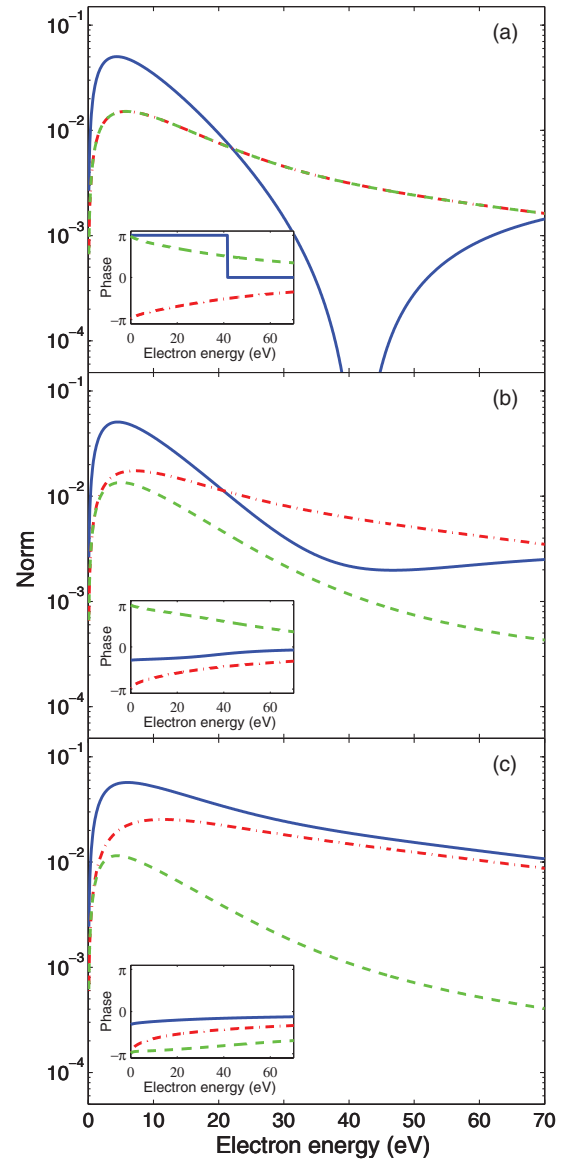 (a)
10⁻¹
10⁻²
10⁻³
10⁻⁴
Phase
π
0
−π
0 20 40 60
Electron energy (eV)
(b)
10⁻¹
10⁻²
10⁻³
10⁻⁴
Norm
Phase
π
0
−π
0 20 40 60
Electron energy (eV)
(c)
10⁻¹
10⁻²
10⁻³
10⁻⁴
Phase
π
0
−π
0 20 40 60
Electron energy (eV)
0 10 20 30 40 50 60 70
Electron energy (eV)